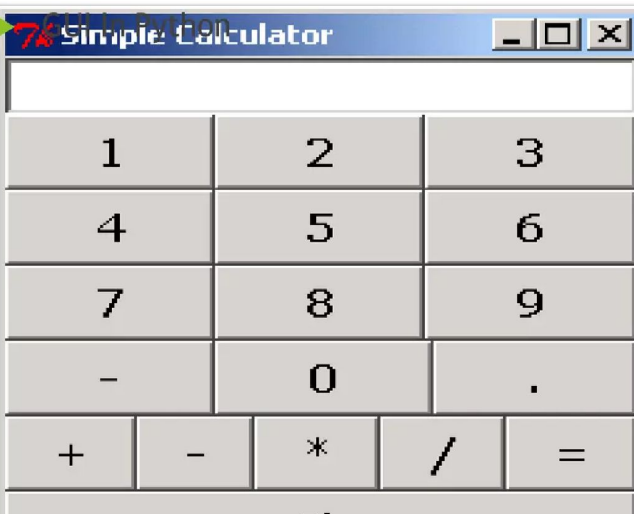 GUI In Python
Simple Calculator
1 2 3
4 5 6
7 8 9
- 0 .
+ - * / =